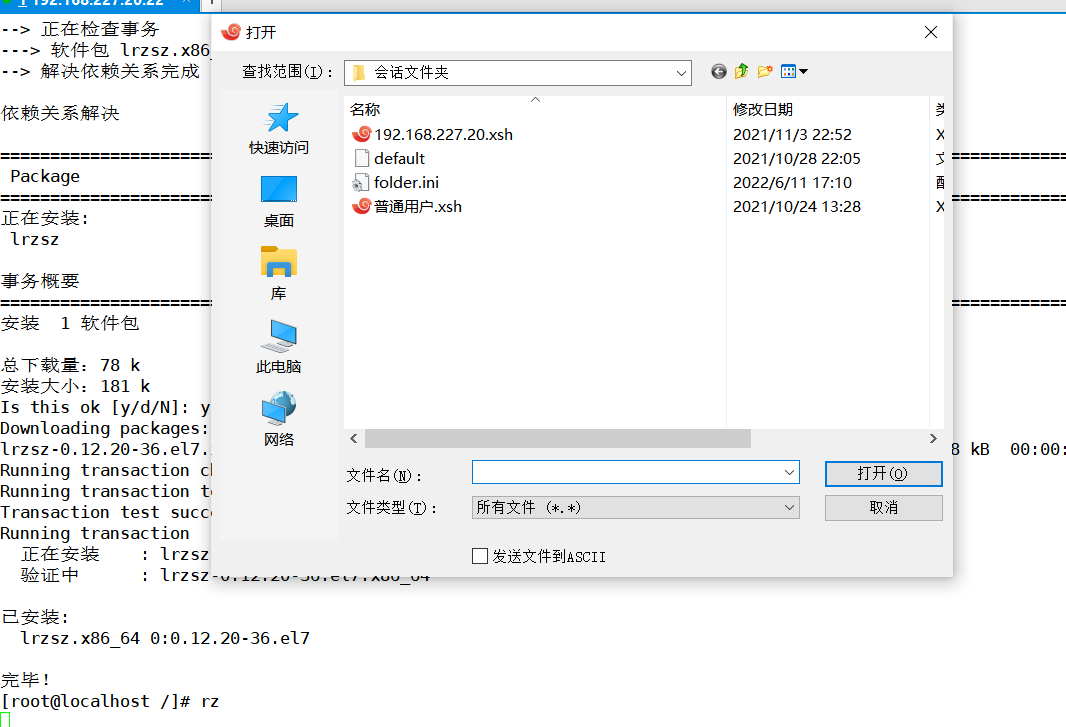 1 192.168.227.20:22
--> 正在检查事务
---> 软件包 lrzsz.x86_
--> 解决依赖关系完成
依赖关系解决
Package
正在安装:
lrzsz
事务概要
安装  1 软件包
总下载量：78 k
安装大小：181 k
Is this ok [y/d/N]: y
Downloading packages:
lrzsz-0.12.20-36.el7.
8 kB  00:00:
Running transaction
Running transaction
Transaction test succ
Running transaction
正在安装    : lrzsz
验证中      : lrzsz-0.12.20-36.el7.x86_64
已安装:
lrzsz.x86_64 0:0.12.20-36.el7
完毕!
[root@localhost /]# rz
打开
查找范围(I)：
会话文件夹
快速访问
桌面
库
此电脑
网络
名称
修改日期
192.168.227.20.xsh
2021/11/3 22:52
X
default
2021/10/28 22:05
文
folder.ini
2022/6/11 17:10
普通用户.xsh
2021/10/24 13:28
X
文件名(N)：
打开(O)
文件类型(T)：
所有文件 (*.*)
取消
发送文件到ASCII